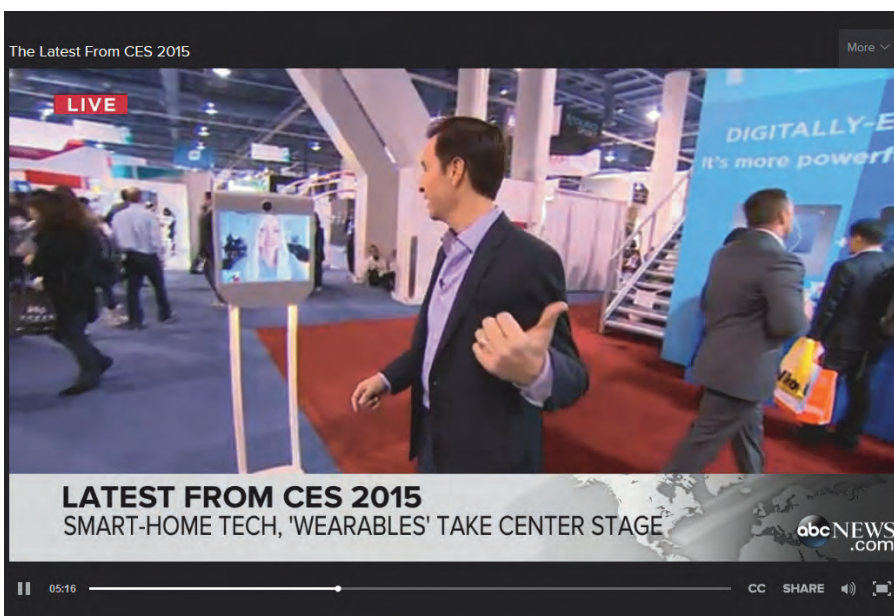 The Latest From CES 2015
More
LIVE
DIGITALLY-E
It's more powerf
LATEST FROM CES 2015
SMART-HOME TECH, 'WEARABLES' TAKE CENTER STAGE
abc NEWS
.com
05:16
CC SHARE